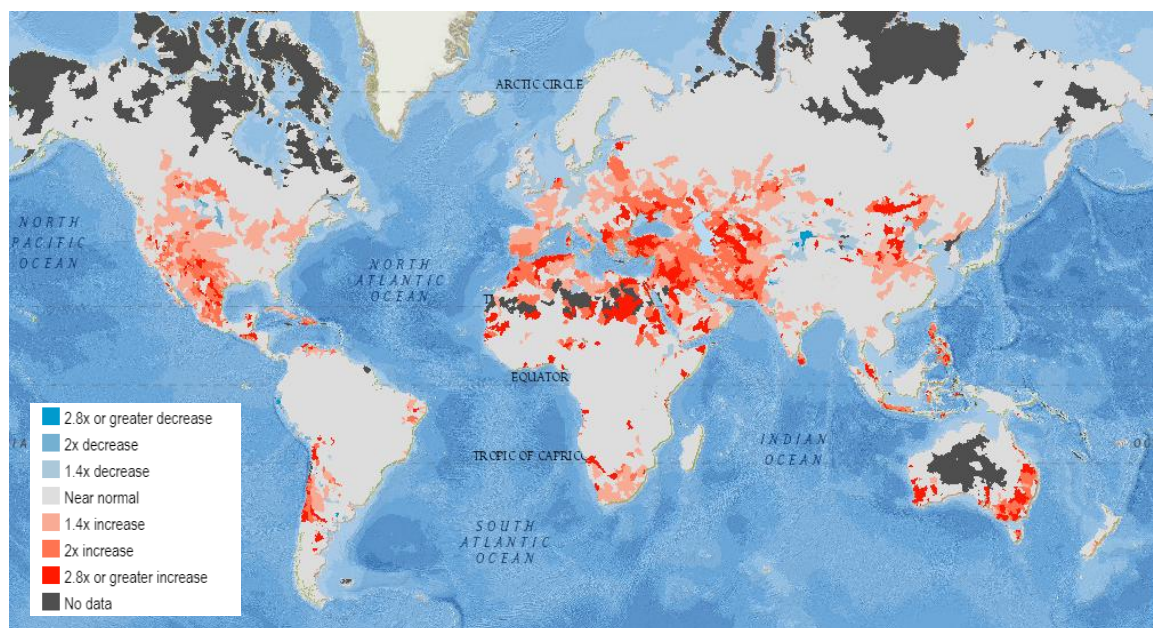 ARCTIC CIRCLE
NORTH
PACIFIC
OCEAN
NORTH
ATLANTIC
OCEAN
EQUATOR
INDIAN
OCEAN
TROPIC OF CAPRIC
SOUTH
ATLANTIC
OCEAN
2.8x or greater decrease
2x decrease
1.4x decrease
Near normal
1.4x increase
2x increase
2.8x or greater increase
No data